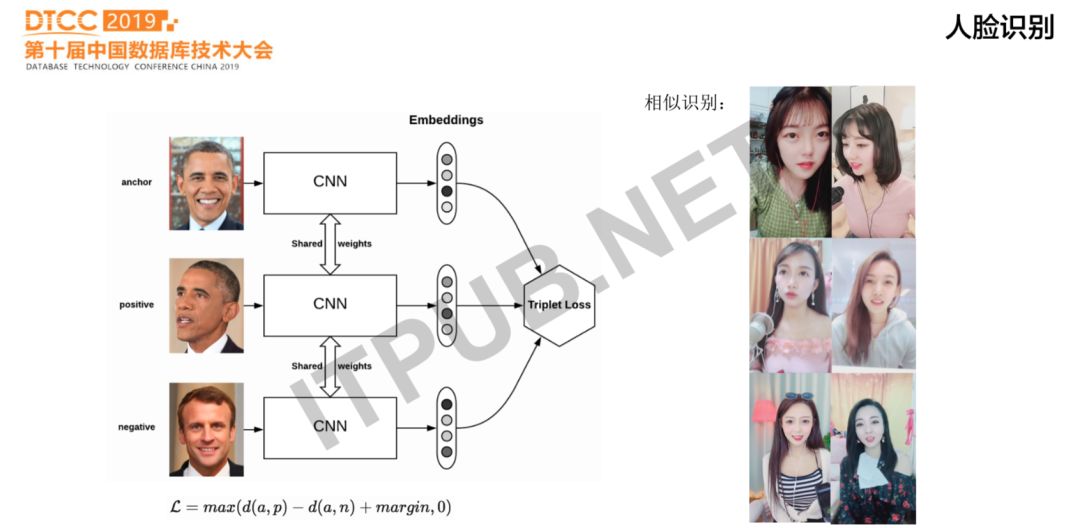 DTCC 2019
第十届中国数据库技术大会
DATABASE TECHNOLOGY CONFERENCE CHINA 2019
人脸识别
相似识别：
Embeddings
anchor
CNN
Shared weights
positive
CNN
Triplet Loss
Shared weights
negative
CNN
ℒ = max(d(a, p) − d(a, n) + margin, 0)
ITPUB.NET